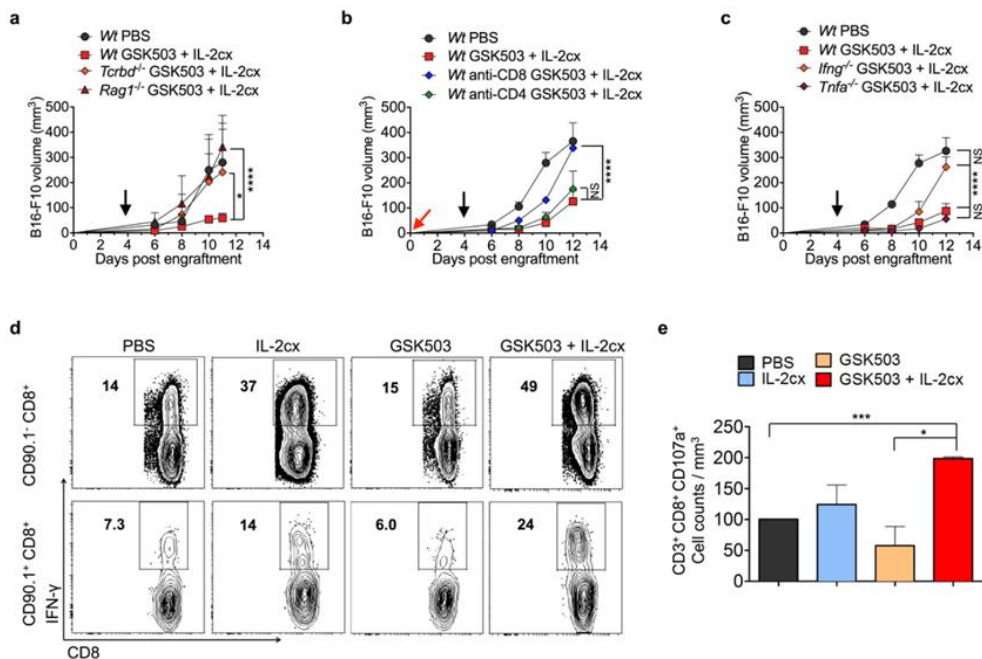 a
Wt PBS
Wt GSK503 + IL-2cx
Tcrbd-/- GSK503 + IL-2cx
Rag1-/- GSK503 + IL-2cx
B16-F10 volume (mm3)
500
400
300
200
100
0 2 4 6 8 10 12 14
Days post engraftment
*
****
b
Wt PBS
Wt GSK503 + IL-2cx
Wt anti-CD8 GSK503 + IL-2cx
Wt anti-CD4 GSK503 + IL-2cx
B16-F10 volume (mm3)
500
400
300
200
100
0 2 4 6 8 10 12 14
Days post engraftment
NS
****
c
Wt PBS
Wt GSK503 + IL-2cx
Ifng-/- GSK503 + IL-2cx
Tnfa-/- GSK503 + IL-2cx
B16-F10 volume (mm3)
500
400
300
200
100
0 2 4 6 8 10 12 14
Days post engraftment
NS
****
NS
d
PBS IL-2cx GSK503 GSK503 + IL-2cx
CD90.1- CD8+
14 37 15 49
CD90.1+ CD8+
IFN-γ
7.3 14 6.0 24
CD8
e
PBS GSK503
IL-2cx GSK503 + IL-2cx
CD3+ CD8+ CD107a+
Cell counts / mm3
300
250
200
150
100
50
0
***
*